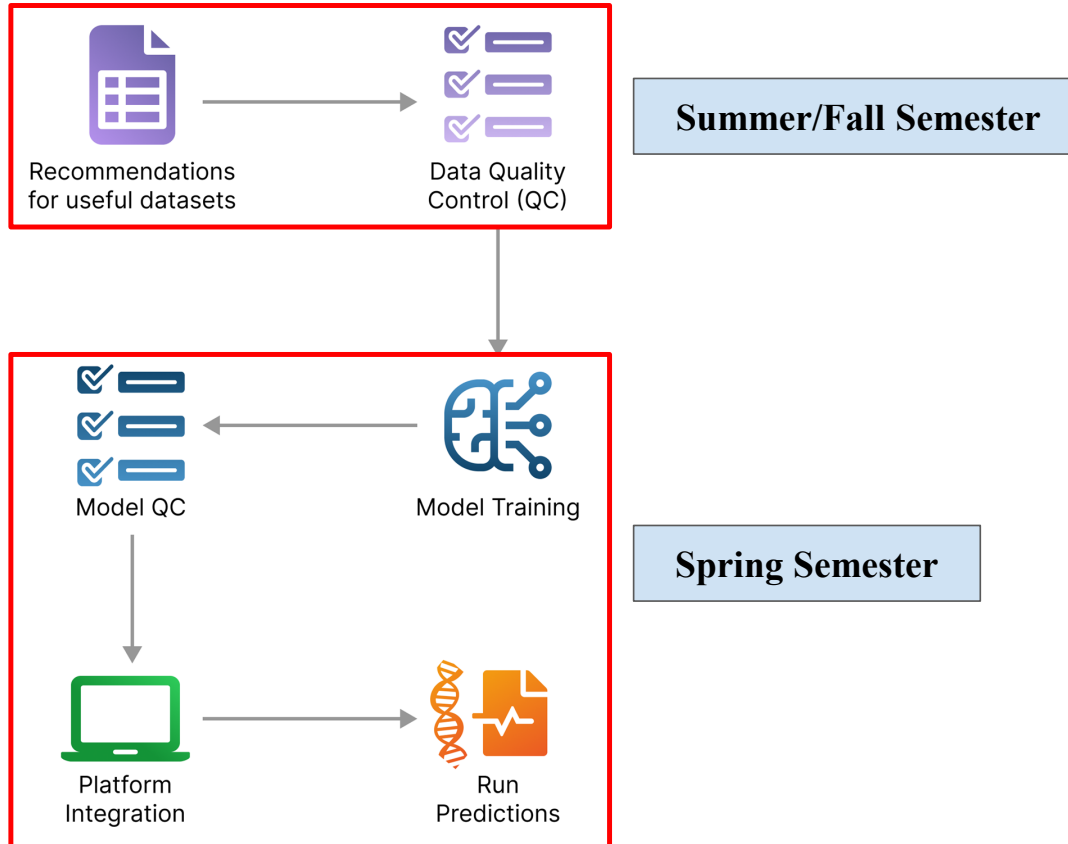 Recommendations
for useful datasets
Data Quality
Control (QC)
Summer/Fall Semester
Model QC
Model Training
Spring Semester
Platform
Integration
Run
Predictions